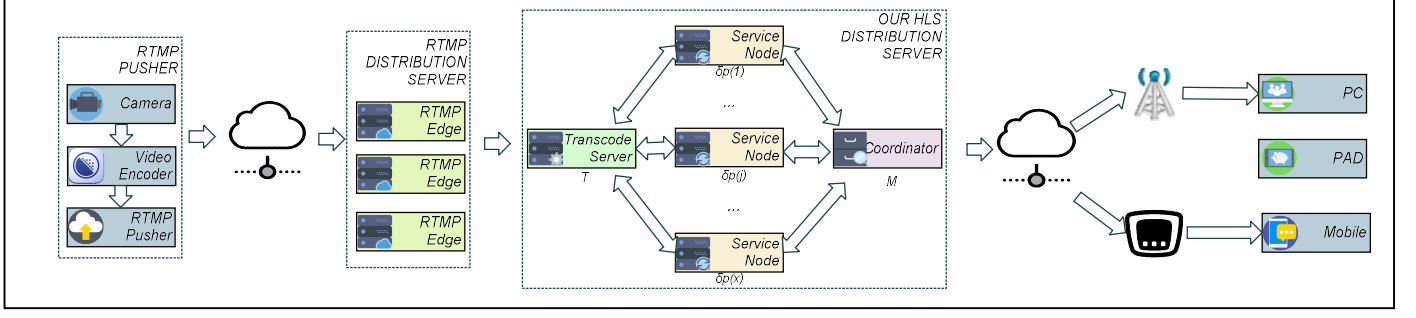 RTMP
PUSHER
Camera
Video
Encoder
RTMP
Pusher
RTMP
DISTRIBUTION
SERVER
RTMP
Edge
RTMP
Edge
RTMP
Edge
OUR HLS
DISTRIBUTION
SERVER
Transcode
Server
T
Service
Node
δp(1)
...
Service
Node
δp(j)
...
Service
Node
δp(x)
Coordinator
M
PC
PAD
Mobile